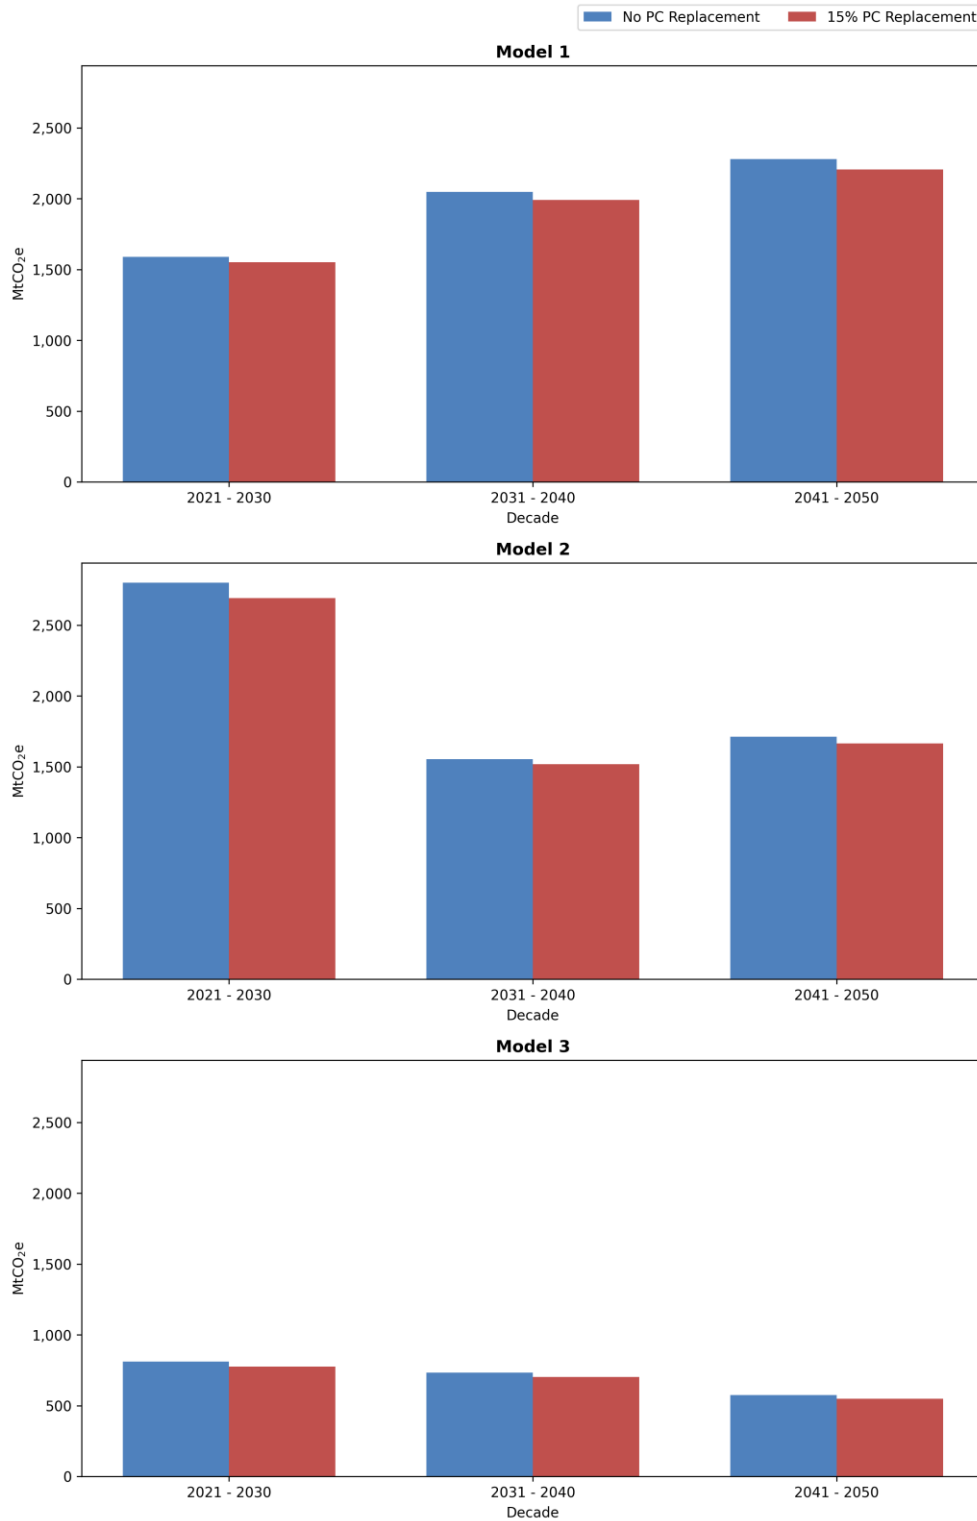 No PC Replacement 15% PC Replacement
Model 1
2,500
2,000
1,500
1,000
500
0
MtCO₂e
2021 - 2030 2031 - 2040 2041 - 2050
Decade
Model 2
2,500
2,000
1,500
1,000
500
0
MtCO₂e
2021 - 2030 2031 - 2040 2041 - 2050
Decade
Model 3
2,500
2,000
1,500
1,000
500
0
MtCO₂e
2021 - 2030 2031 - 2040 2041 - 2050
Decade